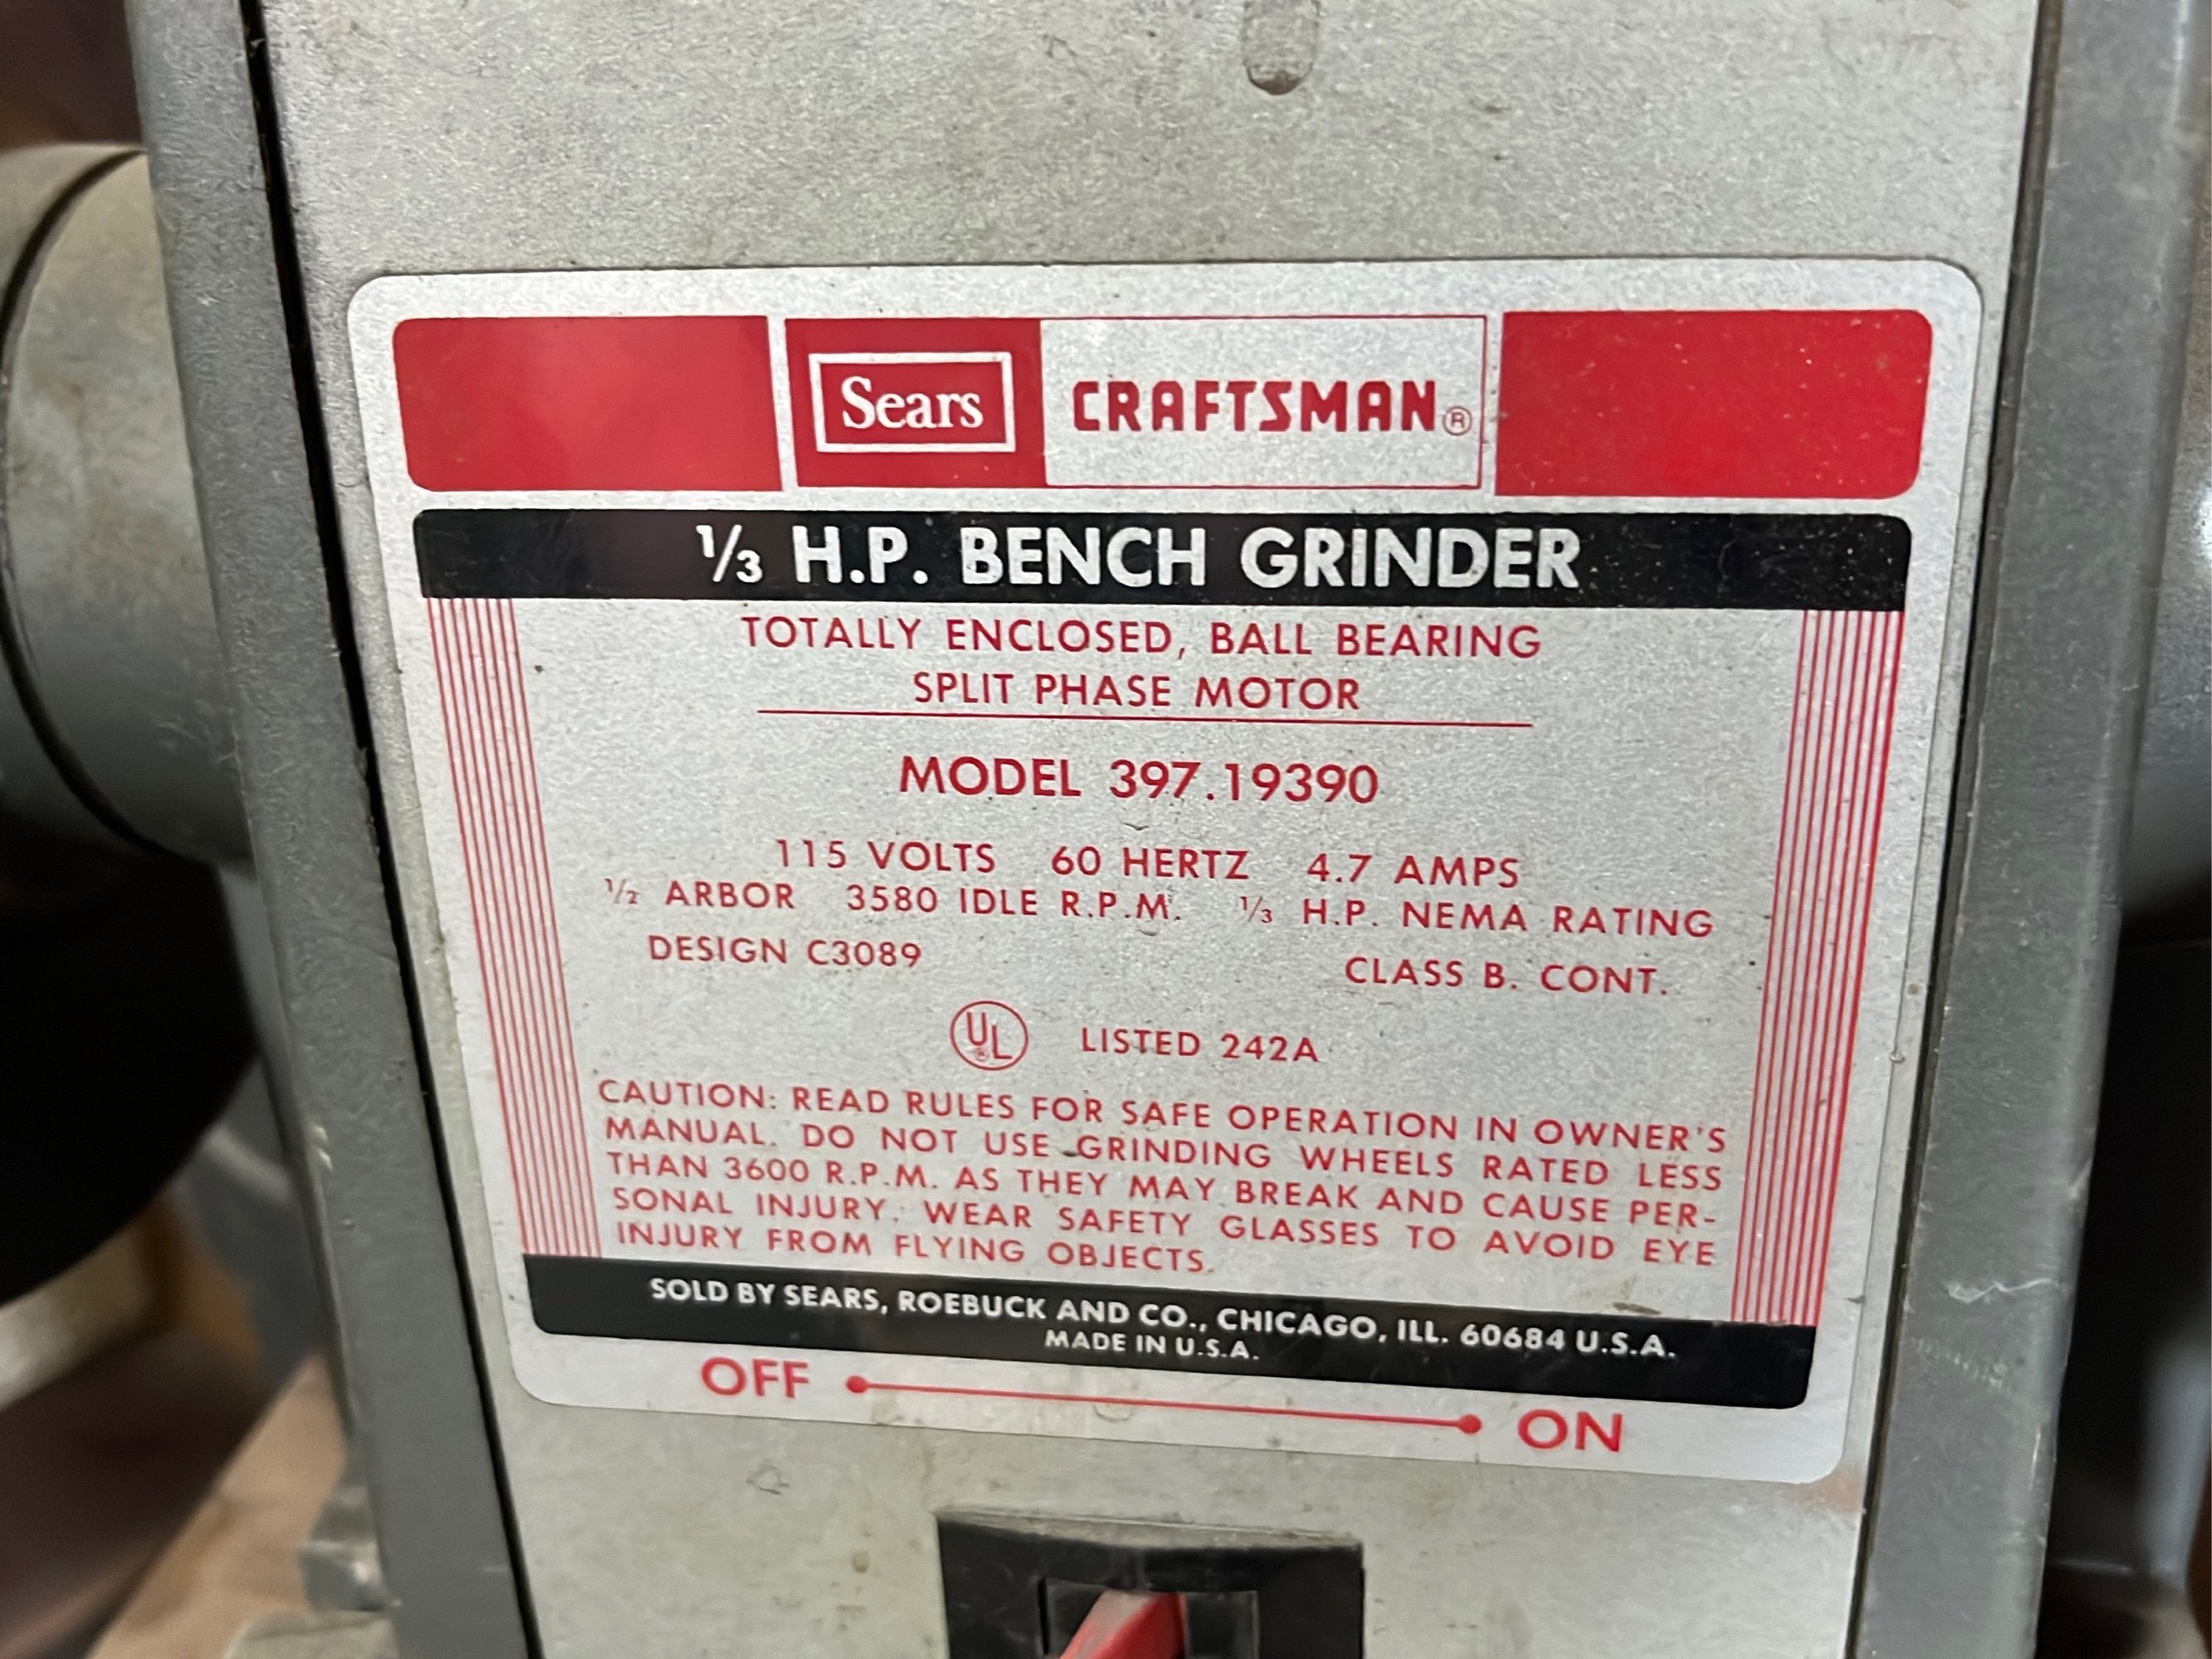 Sears CRAFTSMAN®
1/3 H.P. BENCH GRINDER
TOTALLY ENCLOSED, BALL BEARING
SPLIT PHASE MOTOR
MODEL 397.19390
115 VOLTS 60 HERTZ 4.7 AMPS
1/2 ARBOR 3580 IDLE R.P.M. 1/3 H.P. NEMA RATING
DESIGN C3089 CLASS B. CONT.
UL® LISTED 242A
CAUTION: READ RULES FOR SAFE OPERATION IN OWNER'S
MANUAL. DO NOT USE GRINDING WHEELS RATED LESS
THAN 3600 R.P.M. AS THEY MAY BREAK AND CAUSE PER-
SONAL INJURY. WEAR SAFETY GLASSES TO AVOID EYE
INJURY FROM FLYING OBJECTS.
SOLD BY SEARS, ROEBUCK AND CO., CHICAGO, ILL. 60684 U.S.A.
MADE IN U.S.A.
OFF ON